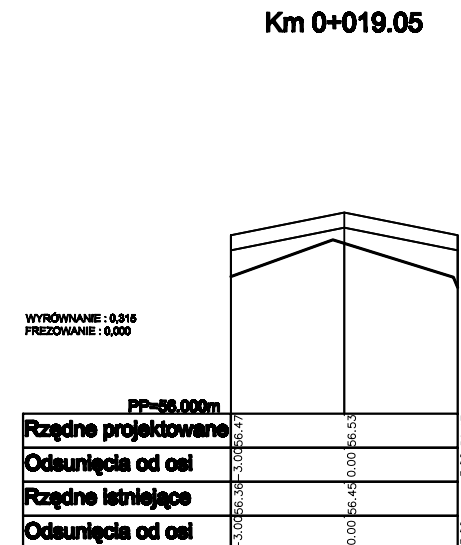 Km 0+019.05
WYRÓWNANIE : 0,315
FREZOWANIE : 0,000
PP=56.000m
Rzędne projektowane 56.47 56.53
Odsunięcia od osi -3.00 0.00
Rzędne istniejące 56.36 56.45
Odsunięcia od osi -3.00 0.00